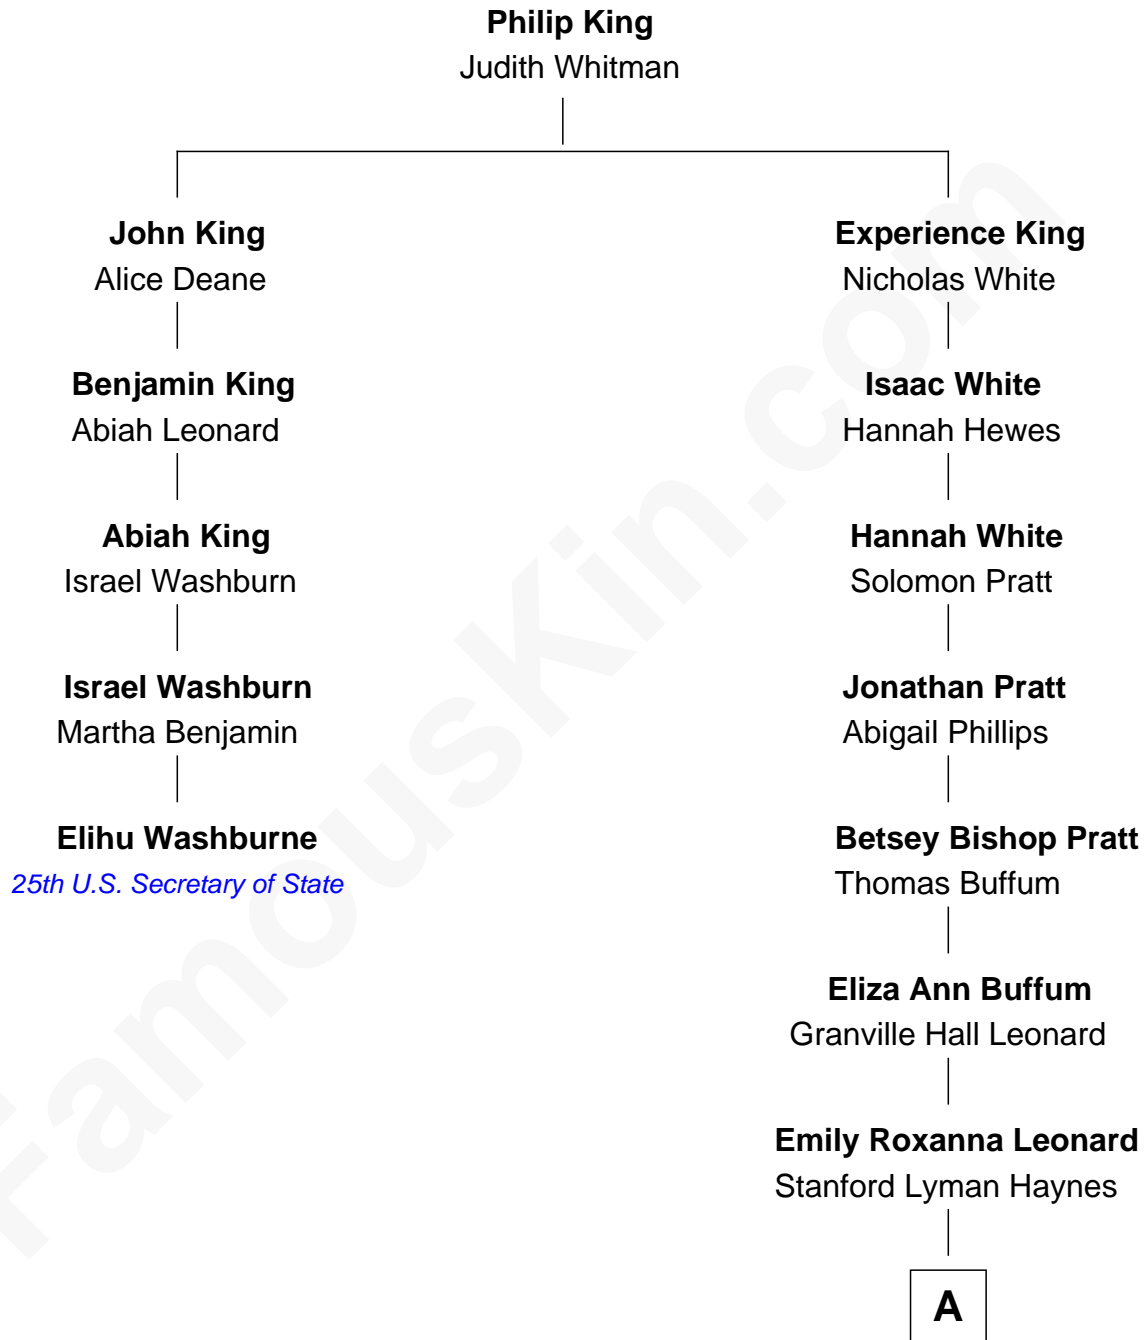 Philip King
Judith Whitman
John King
Alice Deane
Experience King
Nicholas White
Benjamin King
Abiah Leonard
Isaac White
Hannah Hewes
Abiah King
Israel Washburn
Hannah White
Solomon Pratt
Israel Washburn
Martha Benjamin
Jonathan Pratt
Abigail Phillips
Elihu Washburne
25th U.S. Secretary of State
Betsey Bishop Pratt
Thomas Buffum
Eliza Ann Buffum
Granville Hall Leonard
Emily Roxanna Leonard
Stanford Lyman Haynes
A
FamousKin.com